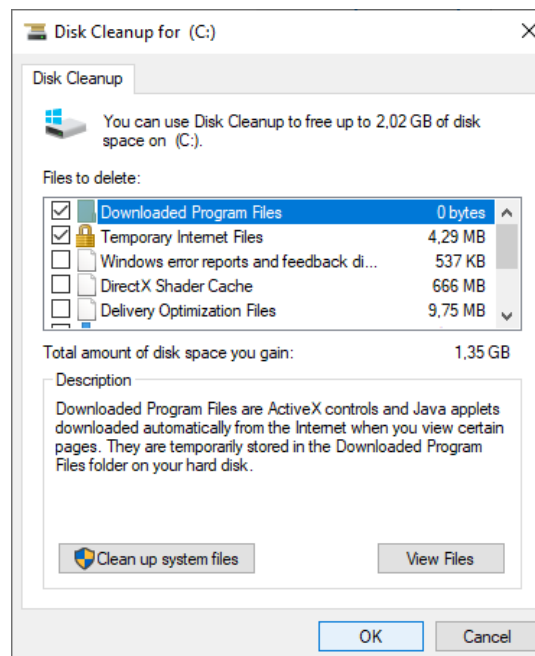 Disk Cleanup for (C:)
Disk Cleanup
You can use Disk Cleanup to free up to 2,02 GB of disk
space on (C:).
Files to delete:
Downloaded Program Files 0 bytes
Temporary Internet Files 4,29 MB
Windows error reports and feedback di... 537 KB
DirectX Shader Cache 666 MB
Delivery Optimization Files 9,75 MB
Total amount of disk space you gain: 1,35 GB
Description
Downloaded Program Files are ActiveX controls and Java applets
downloaded automatically from the Internet when you view certain
pages. They are temporarily stored in the Downloaded Program
Files folder on your hard disk.
Clean up system files View Files
OK Cancel